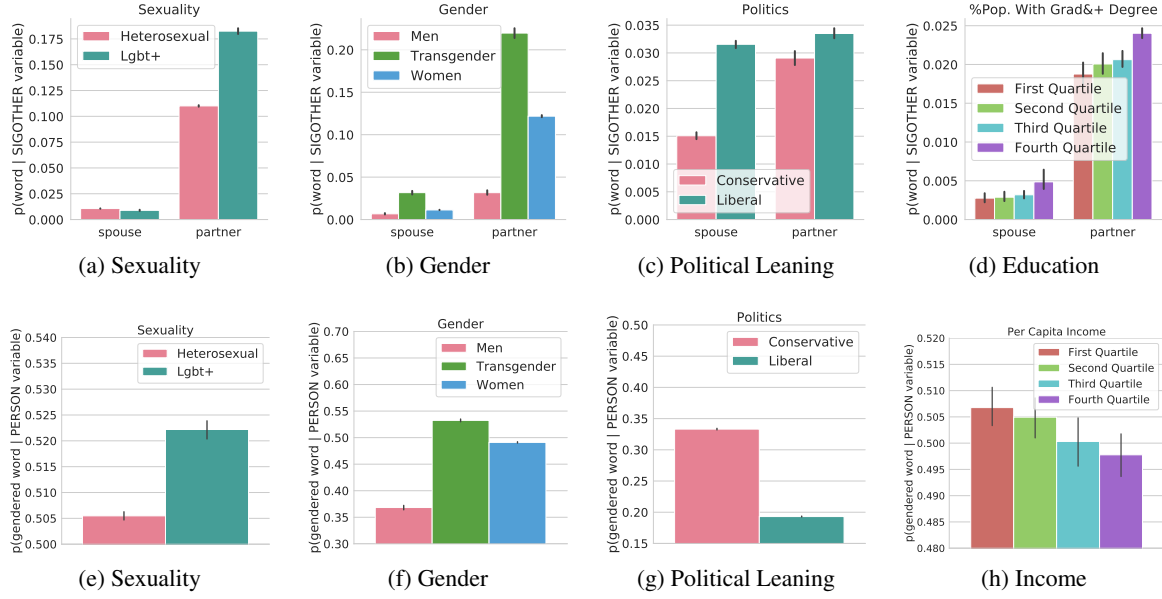 Sexuality
p(word | SIGOTHER variable)
0.175
0.150
0.125
0.100
0.075
0.050
0.025
0.000
Heterosexual
Lgbt+
spouse
partner
(a) Sexuality
Gender
p(word | SIGOTHER variable)
0.20
0.15
0.10
0.05
0.00
Men
Transgender
Women
spouse
partner
(b) Gender
Politics
p(word | SIGOTHER variable)
0.035
0.030
0.025
0.020
0.015
0.010
0.005
0.000
Conservative
Liberal
spouse
partner
(c) Political Leaning
%Pop. With Grad&+ Degree
p(word | SIGOTHER variable)
0.025
0.020
0.015
0.010
0.005
0.000
First Quartile
Second Quartile
Third Quartile
Fourth Quartile
spouse
partner
(d) Education
Sexuality
p(gendered word | PERSON variable)
0.540
0.535
0.530
0.525
0.520
0.515
0.510
0.505
0.500
Heterosexual
Lgbt+
(e) Sexuality
Gender
p(gendered word | PERSON variable)
0.70
0.65
0.60
0.55
0.50
0.45
0.40
0.35
0.30
Men
Transgender
Women
(f) Gender
Politics
p(gendered word | PERSON variable)
0.50
0.45
0.40
0.35
0.30
0.25
0.20
0.15
Conservative
Liberal
(g) Political Leaning
Per Capita Income
p(gendered word | PERSON variable)
0.520
0.515
0.510
0.505
0.500
0.495
0.490
0.485
0.480
First Quartile
Second Quartile
Third Quartile
Fourth Quartile
(h) Income